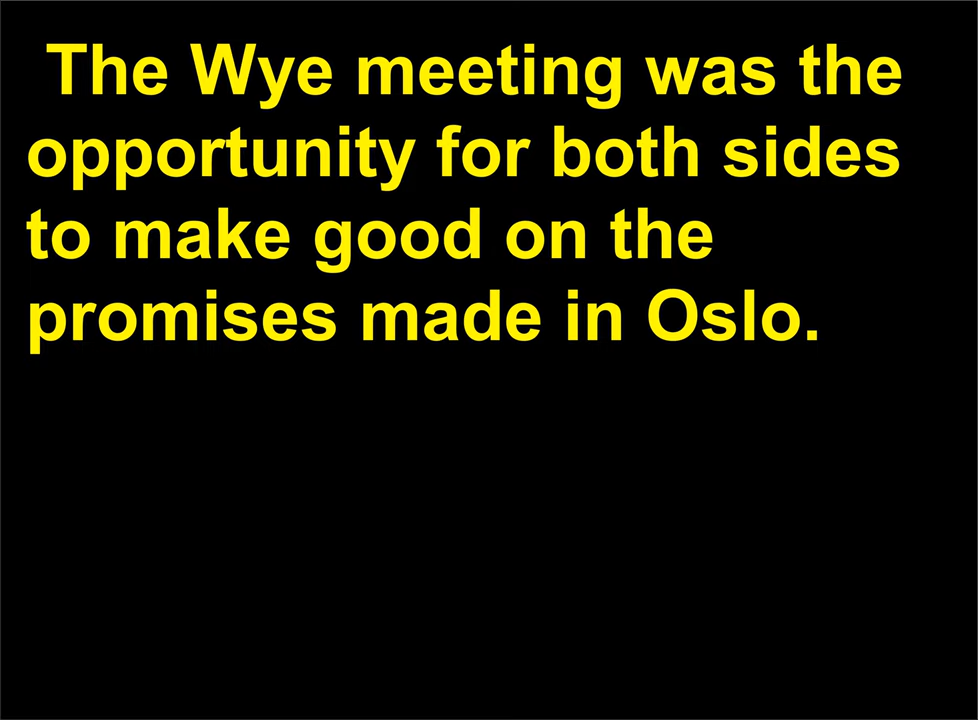 The Wye meeting was the
opportunity for both sides
to make good on the
promises made in Oslo.